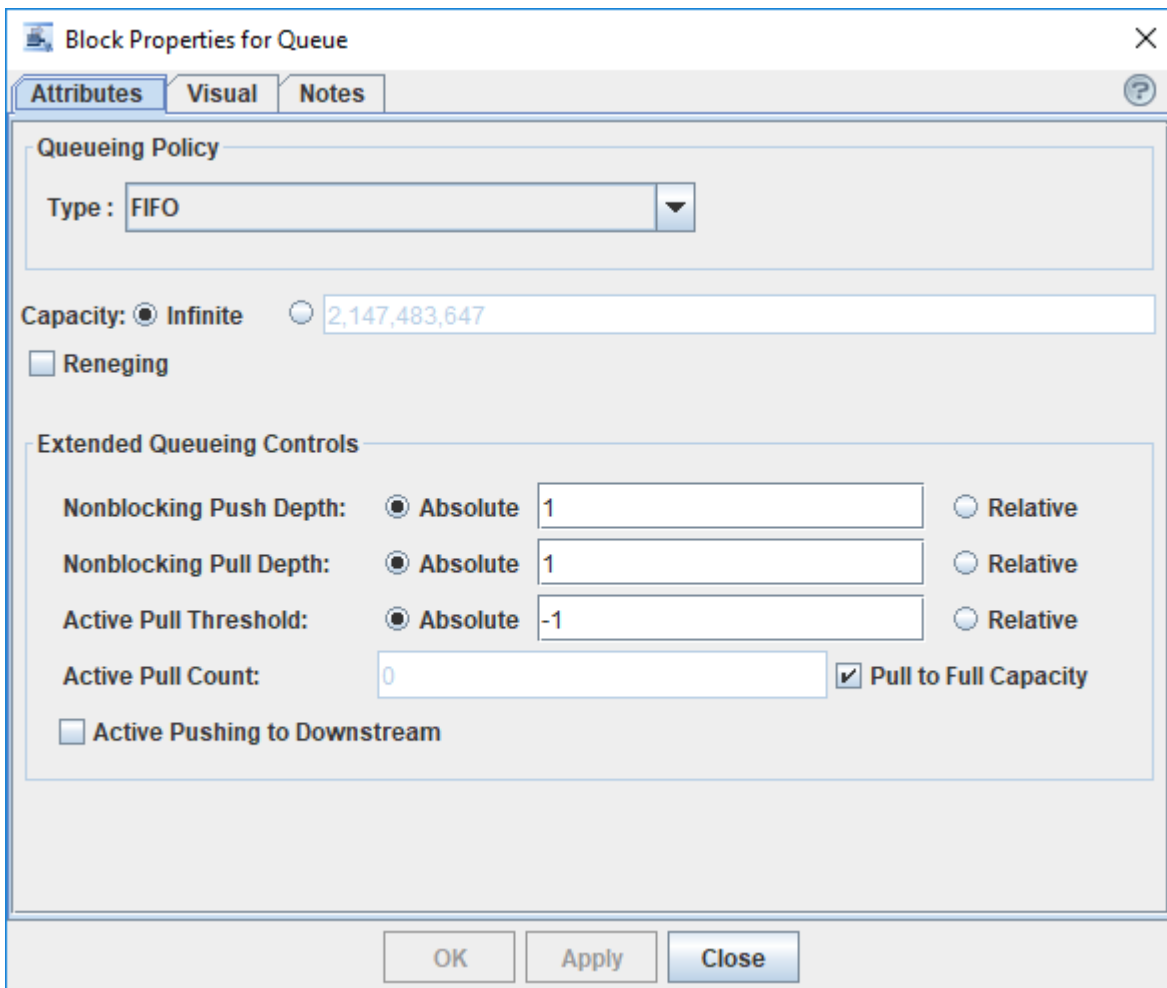 Block Properties for Queue
Attributes Visual Notes ?
Queueing Policy
Type : FIFO
Capacity: Infinite 2,147,483,647
Reneging
Extended Queueing Controls
Nonblocking Push Depth: Absolute 1 Relative
Nonblocking Pull Depth: Absolute 1 Relative
Active Pull Threshold: Absolute -1 Relative
Active Pull Count: 0 Pull to Full Capacity
Active Pushing to Downstream
OK Apply Close